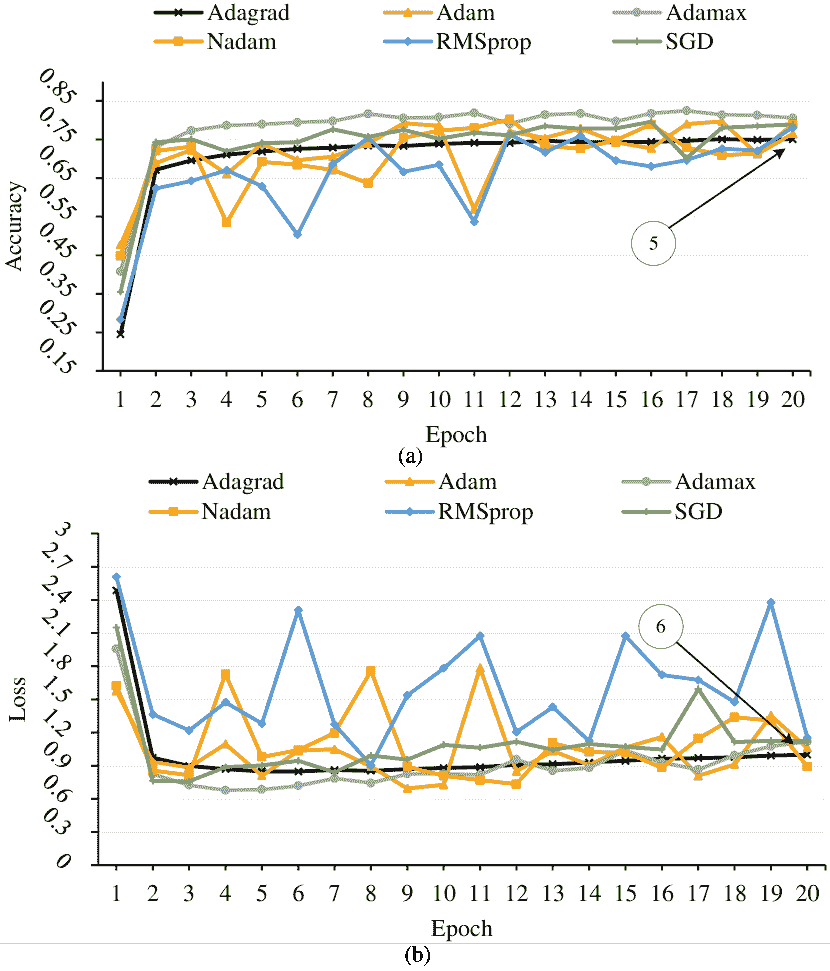 Adagrad Adam Adamax
Nadam RMSprop SGD
0.85
0.75
0.65
0.55
0.45
0.35
0.25
0.15
Accuracy
5
1 2 3 4 5 6 7 8 9 10 11 12 13 14 15 16 17 18 19 20
Epoch
(a)
Adagrad Adam Adamax
Nadam RMSprop SGD
3
2.7
2.4
2.1
1.8
1.5
1.2
0.9
0.6
0.3
0
Loss
6
1 2 3 4 5 6 7 8 9 10 11 12 13 14 15 16 17 18 19 20
Epoch
(b)